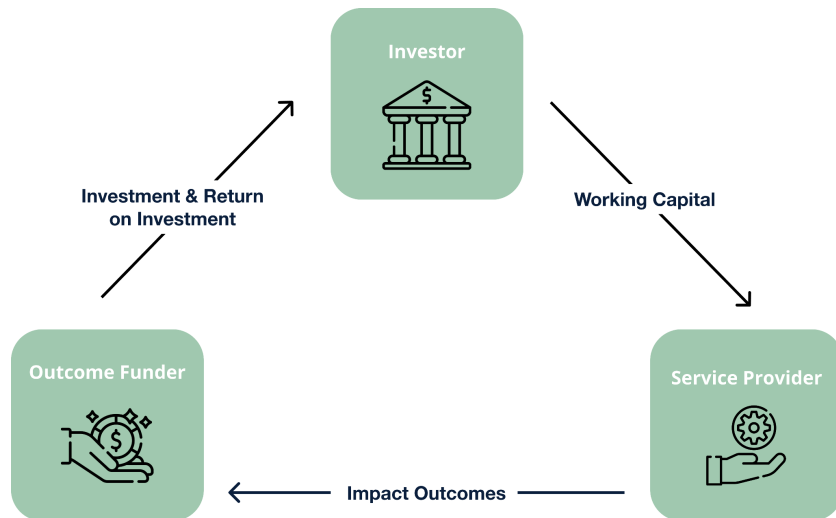 Investor
$
Investment & Return
on Investment
Working Capital
Outcome Funder
$
Service Provider
Impact Outcomes